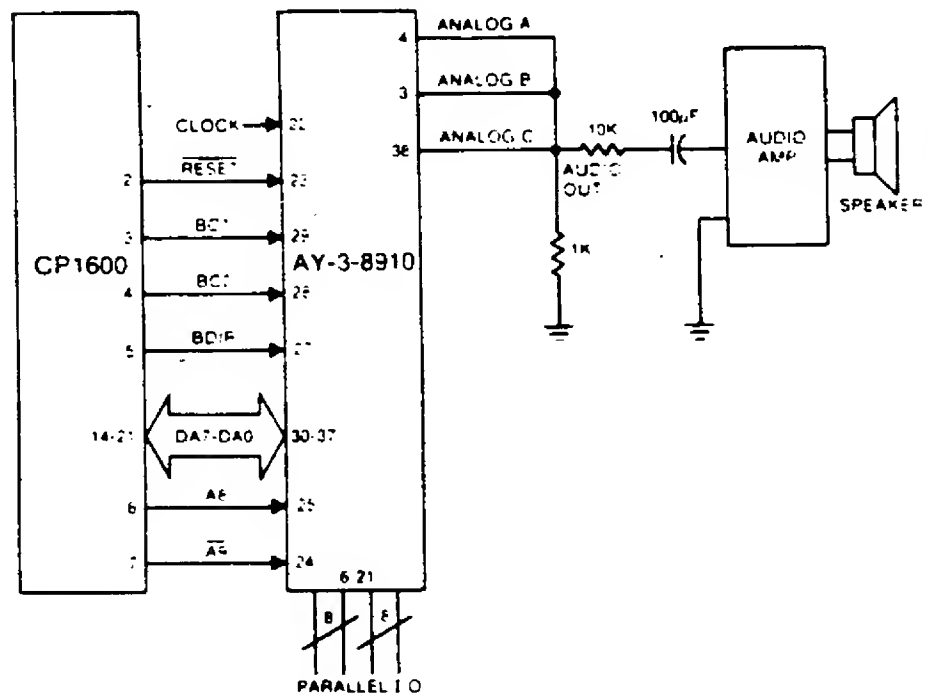 CP1600
2
3
4
5
14-21
6
7
CLOCK
RESET
BC1
BC2
BDIR
DA7-DA0
A8
A9
AY-3-8910
22
23
29
28
27
30-37
25
24
6 21
4
3
38
8
8
PARALLEL I O
ANALOG A
ANALOG B
ANALOG C
AUDIO
OUT
10K
1K
100µF
AUDIO
AMP
SPEAKER